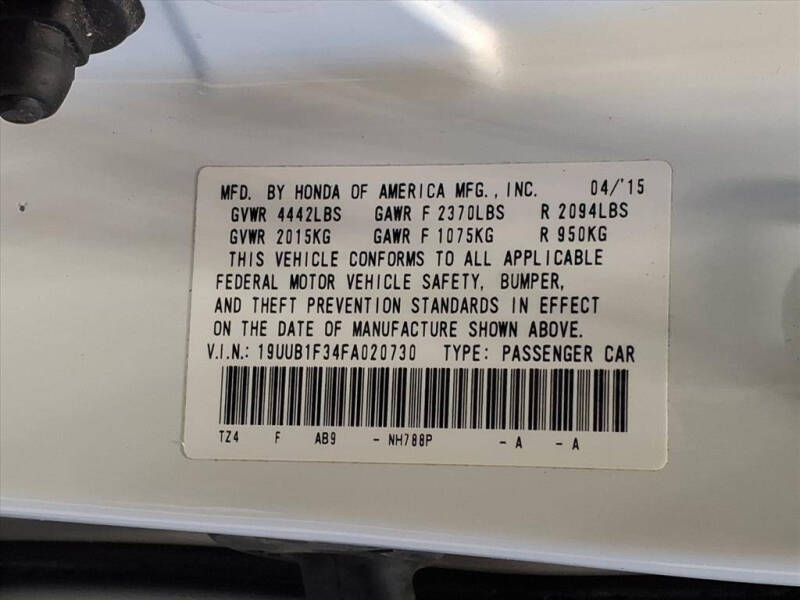 MFD. BY HONDA OF AMERICA MFG., INC. 04/'15
GVWR 4442LBS GAWR F 2370LBS R 2094LBS
GVWR 2015KG GAWR F 1075KG R 950KG
THIS VEHICLE CONFORMS TO ALL APPLICABLE
FEDERAL MOTOR VEHICLE SAFETY, BUMPER,
AND THEFT PREVENTION STANDARDS IN EFFECT
ON THE DATE OF MANUFACTURE SHOWN ABOVE.
V.I.N.: 19UUB1F34FA020730 TYPE: PASSENGER CAR
TZ4 F AB9 - NH788P - A - A